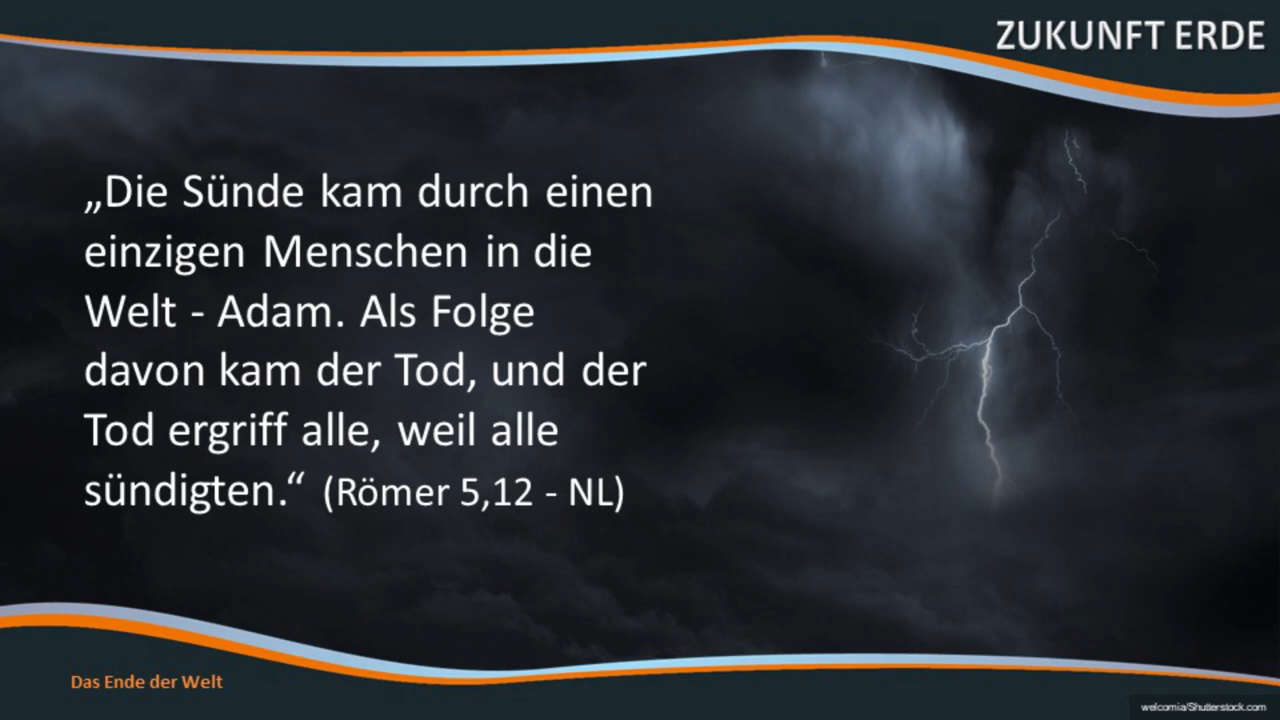 ZUKUNFT ERDE
„Die Sünde kam durch einen
einzigen Menschen in die
Welt - Adam. Als Folge
davon kam der Tod, und der
Tod ergriff alle, weil alle
sündigten.“ (Römer 5,12 - NL)
Das Ende der Welt
welcomia/Shutterstock.com